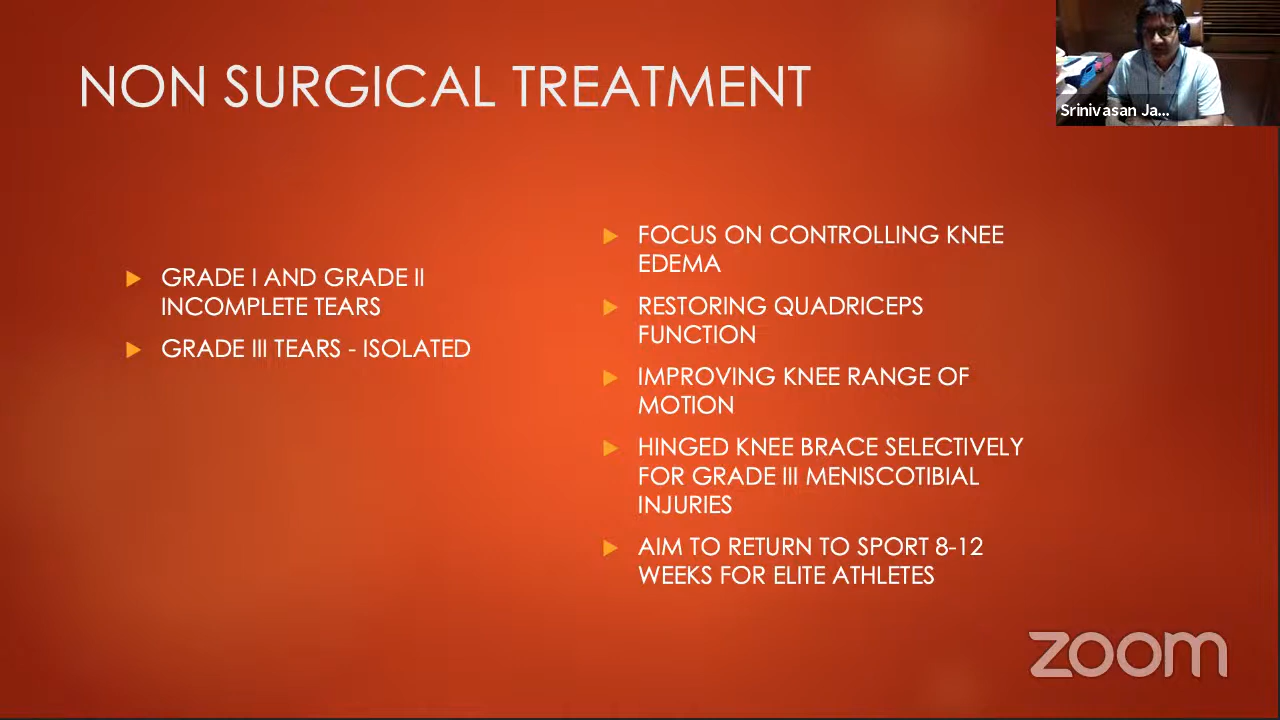 NON SURGICAL TREATMENT
Srinivasan Ja...
GRADE I AND GRADE II
INCOMPLETE TEARS
GRADE III TEARS - ISOLATED
FOCUS ON CONTROLLING KNEE
EDEMA
RESTORING QUADRICEPS
FUNCTION
IMPROVING KNEE RANGE OF
MOTION
HINGED KNEE BRACE SELECTIVELY
FOR GRADE III MENISCOTIBIAL
INJURIES
AIM TO RETURN TO SPORT 8-12
WEEKS FOR ELITE ATHLETES
zoom